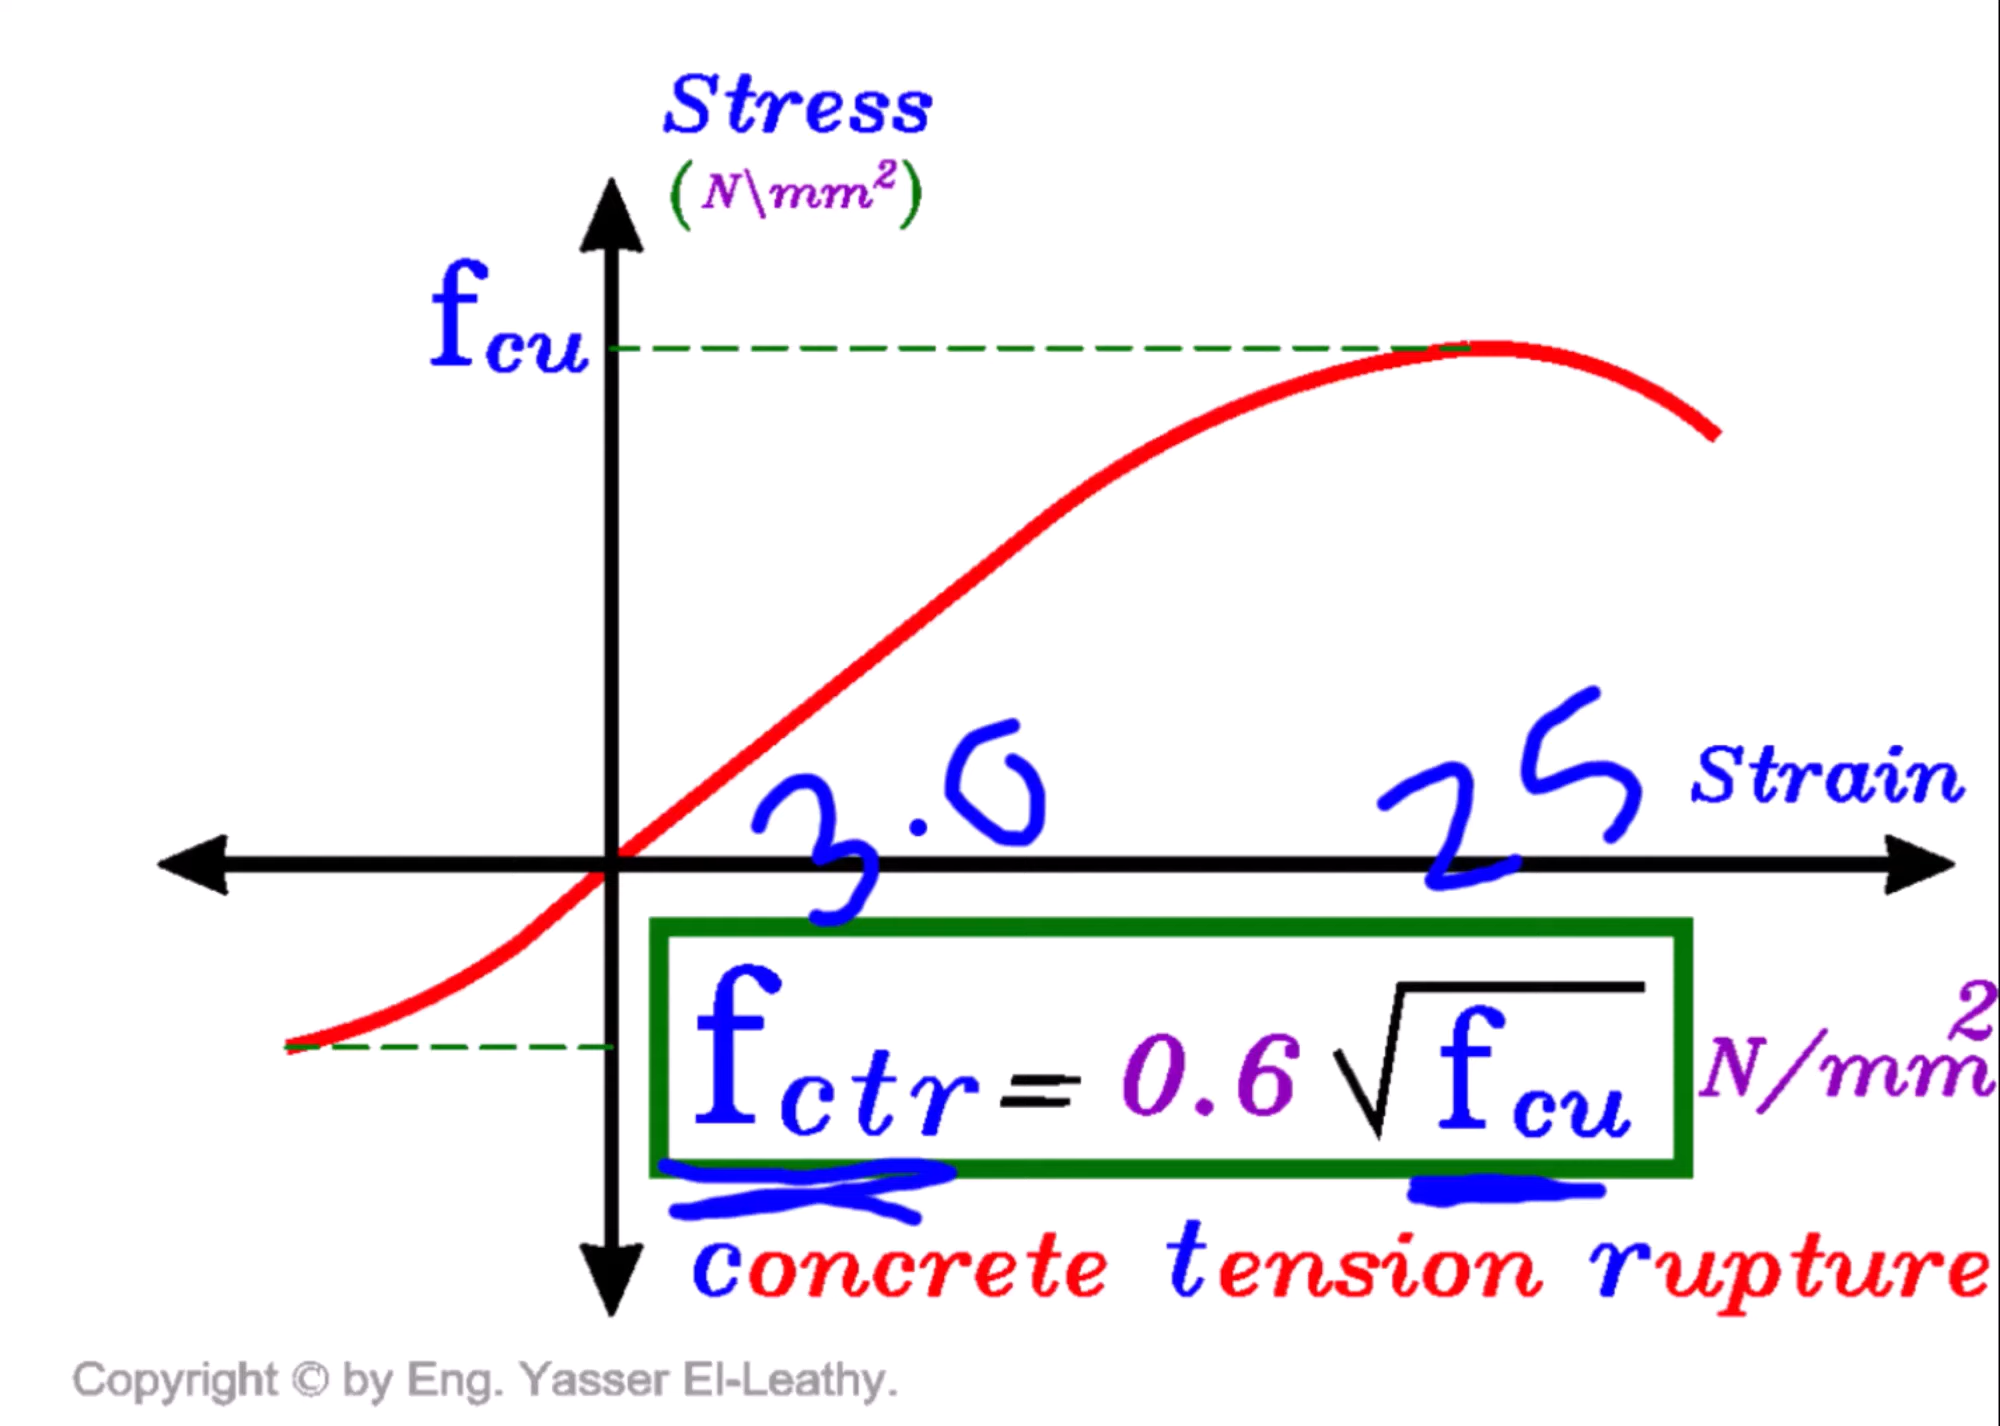 Stress
(N\mm²)
fcu
3.0
25
Strain
fctr = 0.6 √fcu N/mm²
concrete tension rupture
Copyright © by Eng. Yasser El-Leathy.